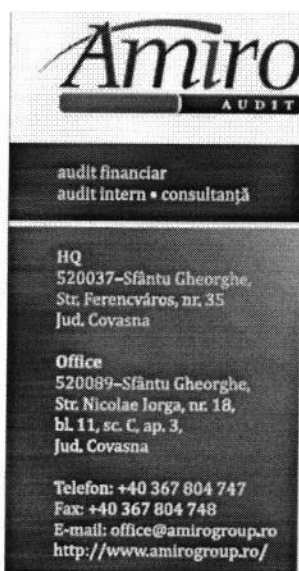 Amiro
AUDIT
audit financiar
audit intern • consultanță
HQ
520037–Sfântu Gheorghe,
Str. Ferencváros, nr. 35
Jud. Covasna
Office
520089–Sfântu Gheorghe,
Str. Nicolae Iorga, nr. 18,
bl. 11, sc. C, ap. 3,
Jud. Covasna
Telefon: +40 367 804 747
Fax: +40 367 804 748
E-mail: office@amirogroup.ro
http://www.amirogroup.ro/